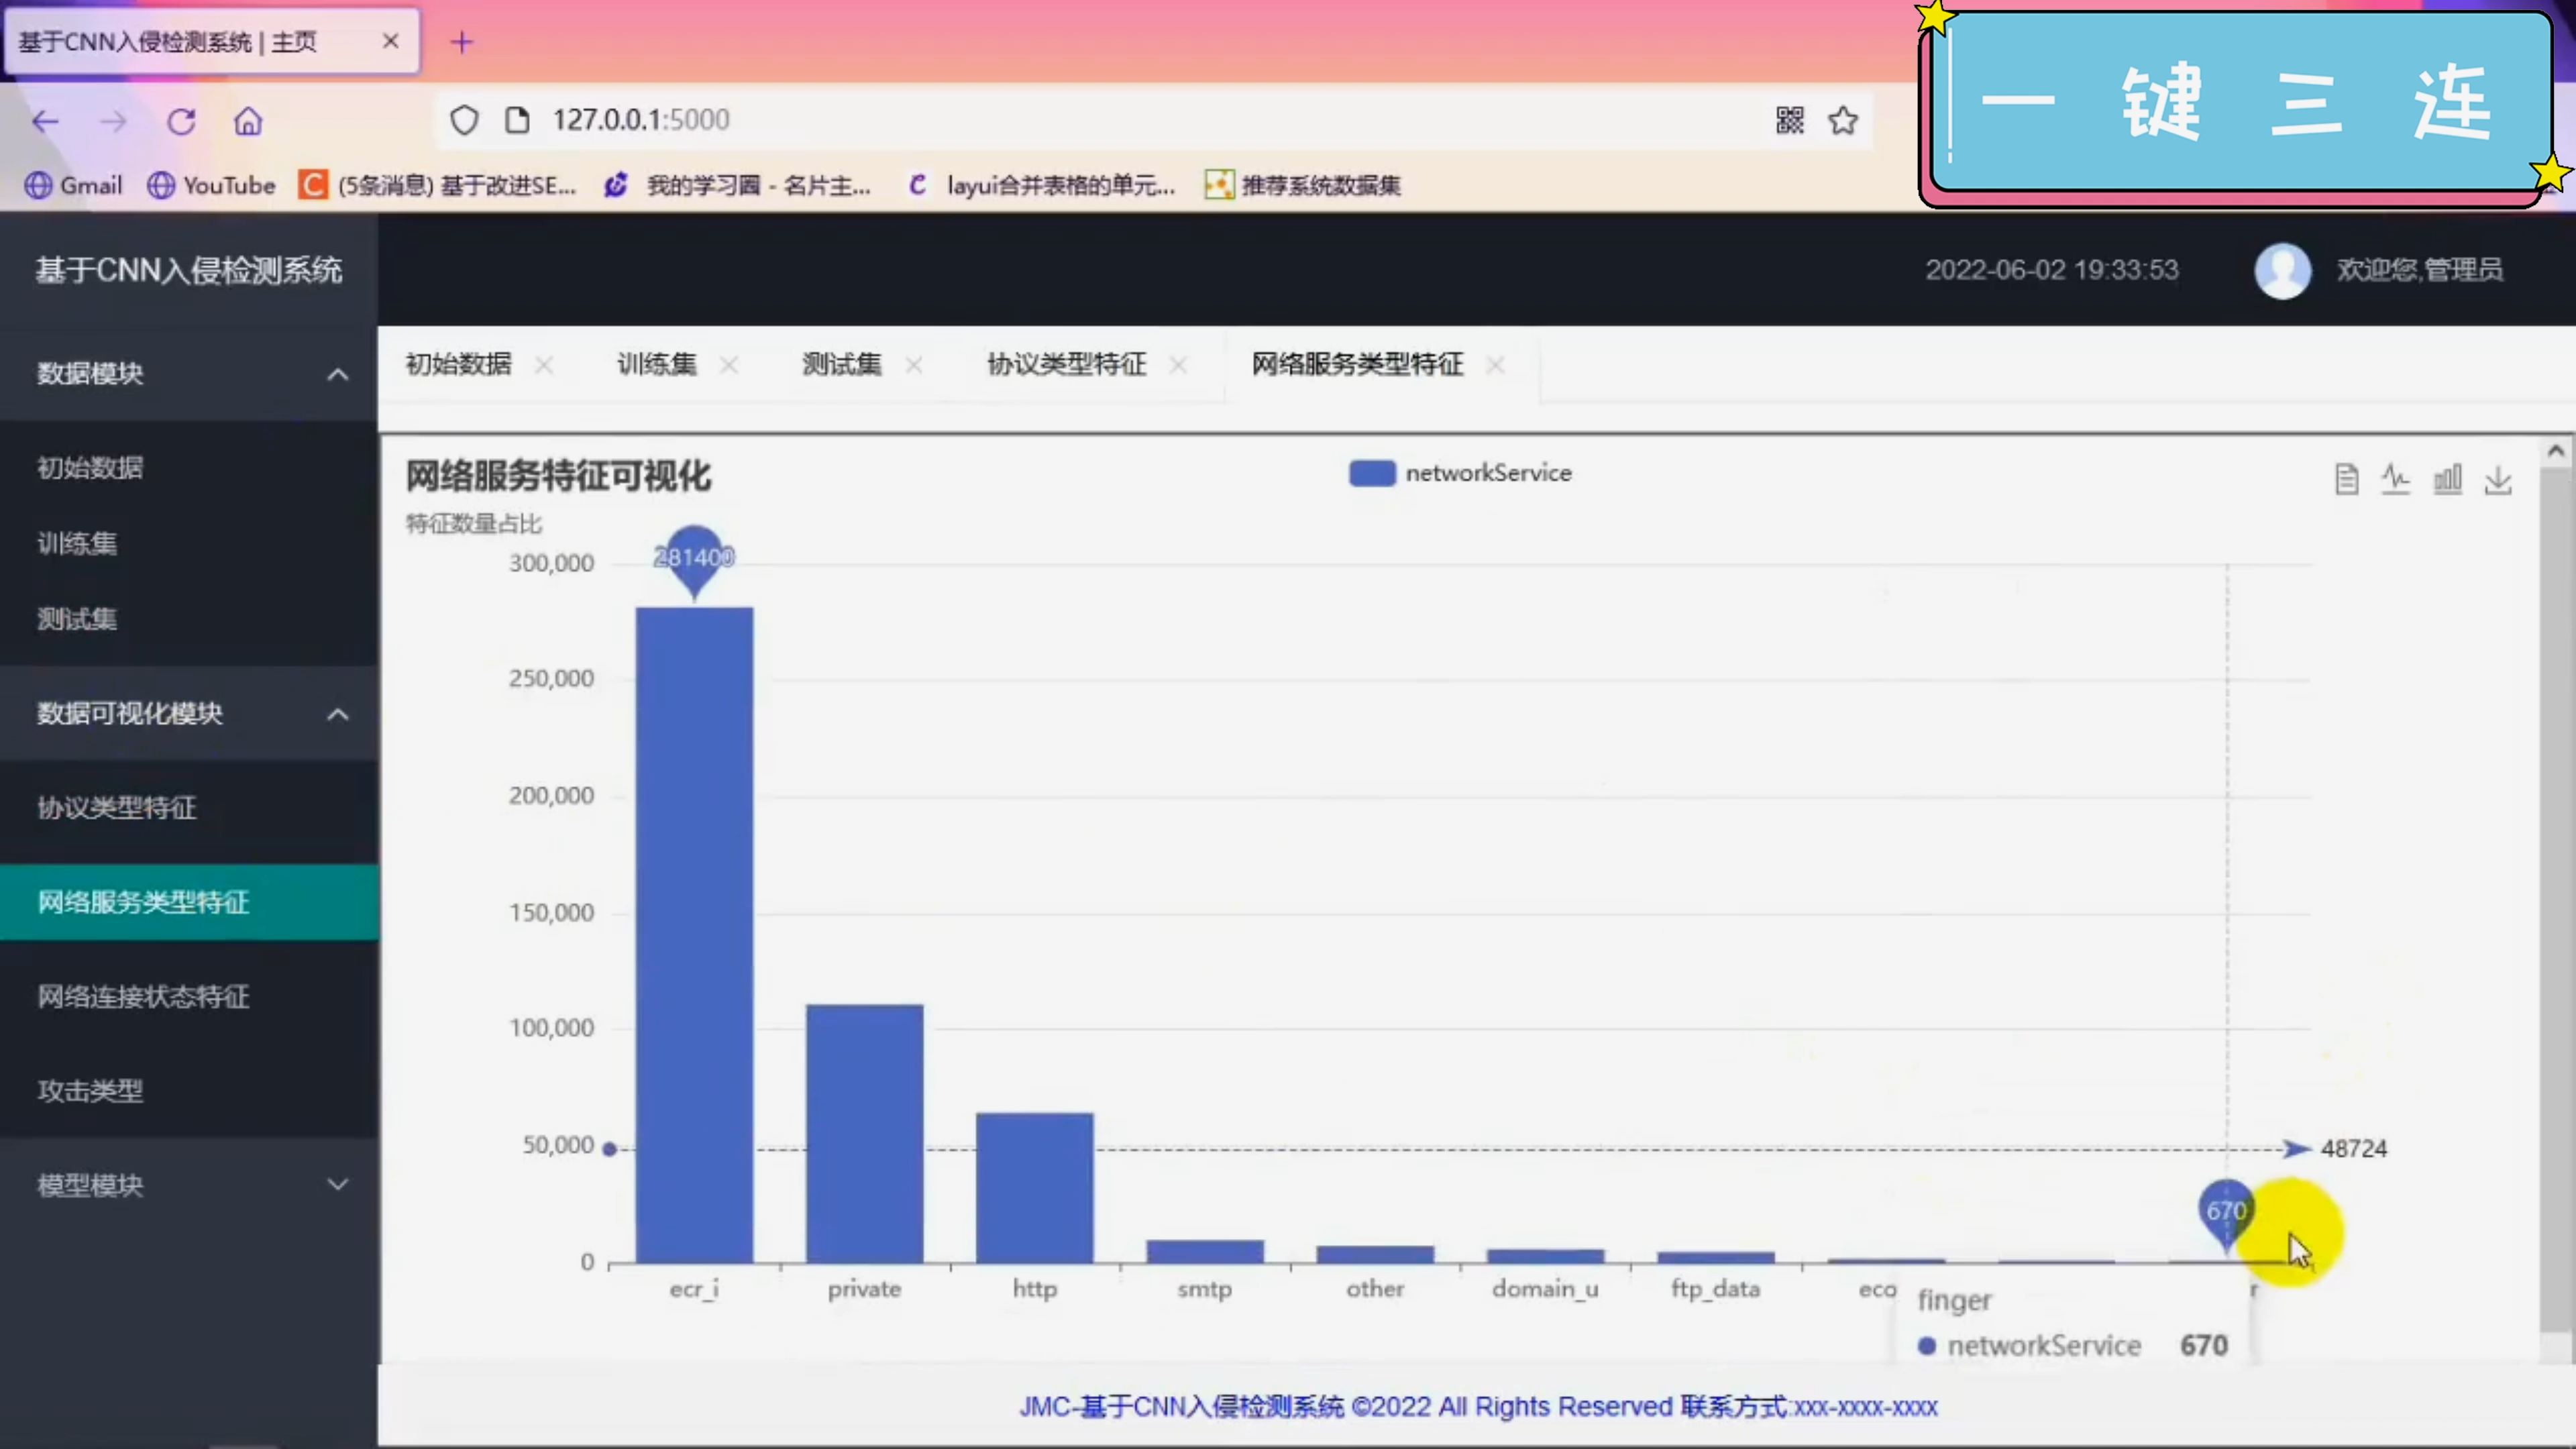 基于CNN入侵检测系统 | 主页
一键三连
127.0.0.1:5000
Gmail
YouTube
(5条消息) 基于改进SE...
我的学习圈 - 名片主...
layui合并表格的单元...
推荐系统数据集
基于CNN入侵检测系统
2022-06-02 19:33:53
欢迎您,管理员
数据模块
初始数据
训练集
测试集
数据可视化模块
协议类型特征
网络服务类型特征
网络连接状态特征
攻击类型
模型模块
初始数据
训练集
测试集
协议类型特征
网络服务类型特征
网络服务特征可视化
特征数量占比
networkService
281400
300,000
250,000
200,000
150,000
100,000
50,000
0
48724
670
ecr_i
private
http
smtp
other
domain_u
ftp_data
eco
r
finger
networkService 670
JMC-基于CNN入侵检测系统 ©2022 All Rights Reserved 联系方式:xxx-xxxx-xxxx